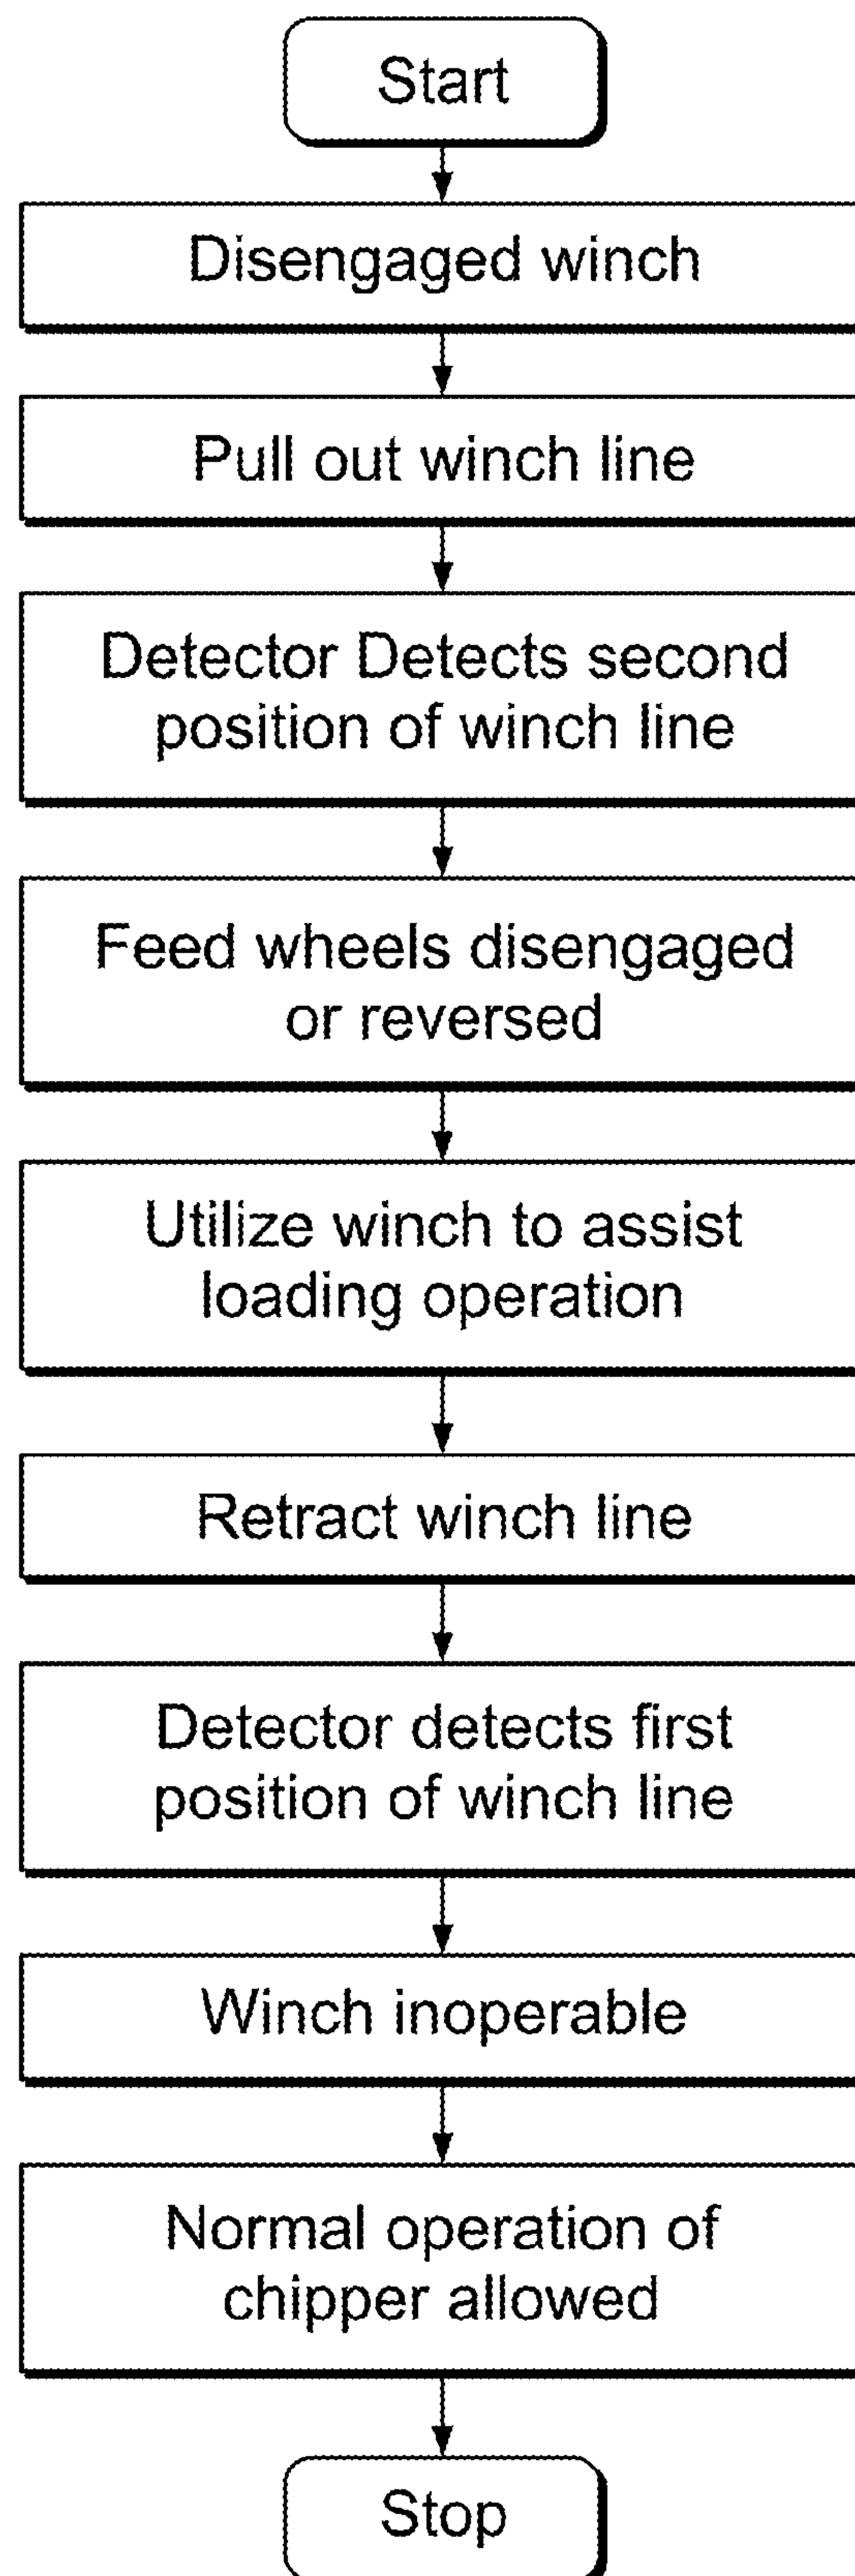 Start
Disengaged winch
Pull out winch line
Detector Detects second
position of winch line
Feed wheels disengaged
or reversed
Utilize winch to assist
loading operation
Retract winch line
Detector detects first
position of winch line
Winch inoperable
Normal operation of
chipper allowed
Stop